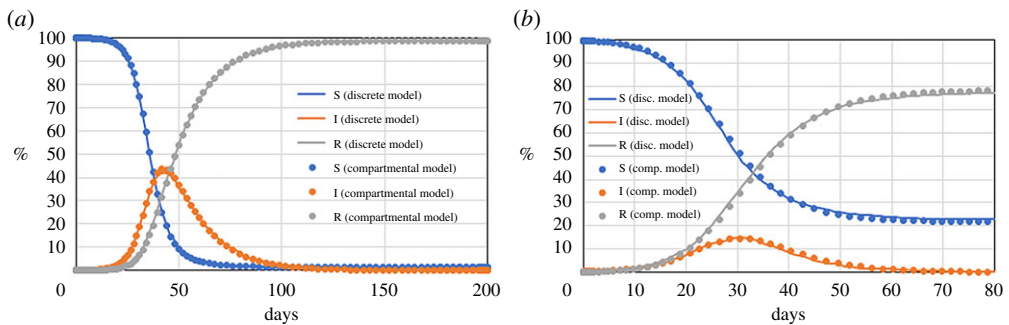 (a)
100
90
80
70
60
50
40
30
20
10
0
%
50
100
150
200
days
S (discrete model)
I (discrete model)
R (discrete model)
S (compartmental model)
I (compartmental model)
R (compartmental model)
(b)
100
90
80
70
60
50
40
30
20
10
0
%
10
20
30
40
50
60
70
80
days
S (disc. model)
I (disc. model)
R (disc. model)
S (comp. model)
I (comp. model)
R (comp. model)